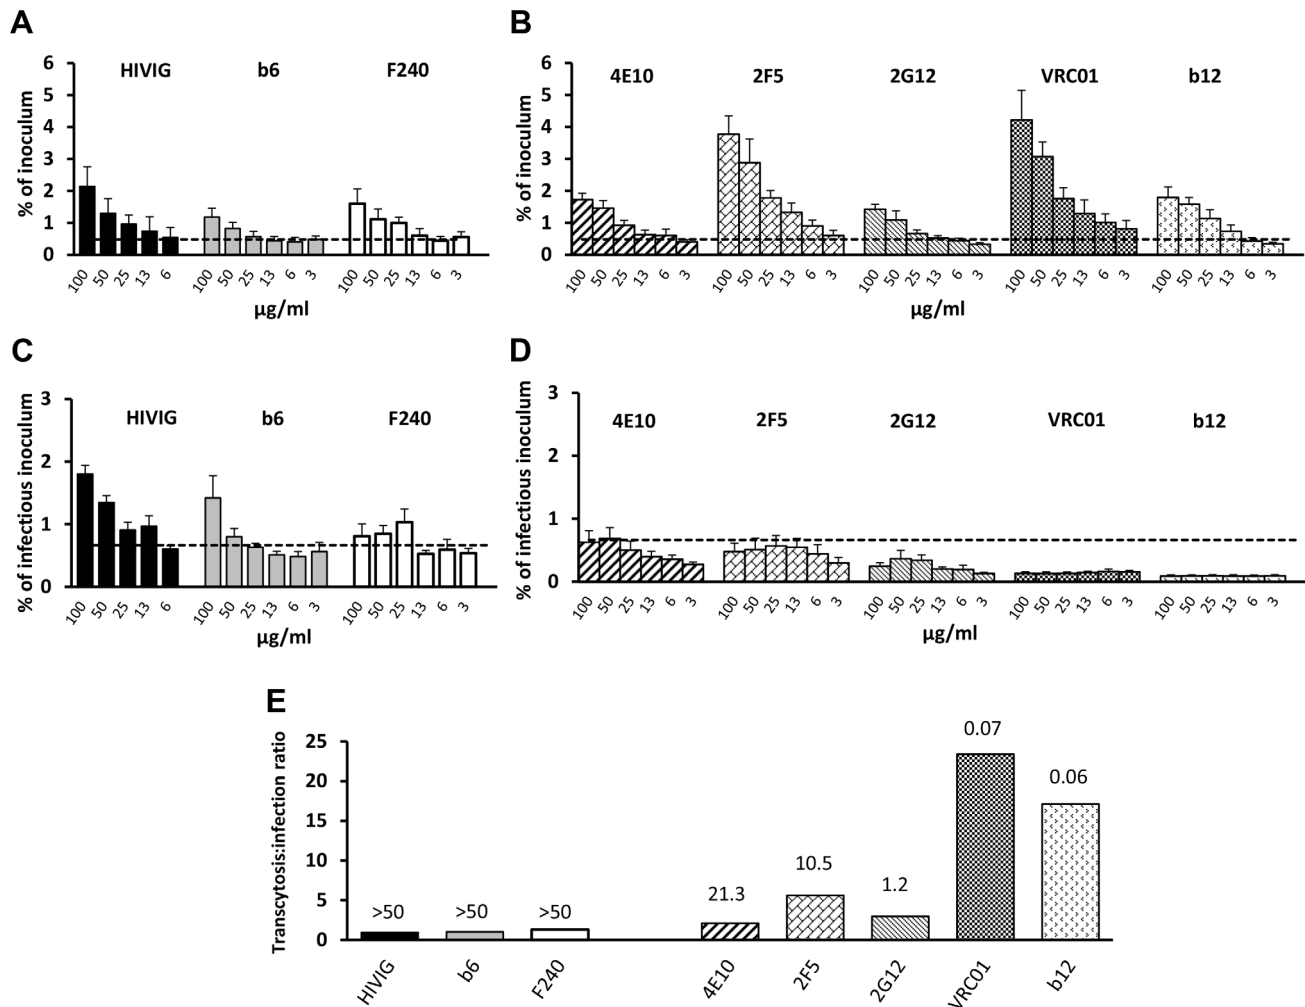 A
B
HIVIG b6 F240
4E10 2F5 2G12 VRC01 b12
% of inoculum
6
5
4
3
2
1
0
100 50 25 13 6 100 50 25 13 6 3 100 50 25 13 6 3
µg/ml
% of inoculum
6
5
4
3
2
1
0
100 50 25 13 6 3 100 50 25 13 6 3 100 50 25 13 6 3 100 50 25 13 6 3 100 50 25 13 6 3
µg/ml
C
D
HIVIG b6 F240
4E10 2F5 2G12 VRC01 b12
% of infectious inoculum
3
2
1
0
100 50 25 13 6 100 50 25 13 6 3 100 50 25 13 6 3
µg/ml
% of infectious inoculum
3
2
1
0
100 50 25 13 6 3 100 50 25 13 6 3 100 50 25 13 6 3 100 50 25 13 6 3 100 50 25 13 6 3
µg/ml
E
Transcytosis:infection ratio
25
20
15
10
5
0
>50 >50 >50 21.3 10.5 1.2 0.07 0.06
HIVIG b6 F240 4E10 2F5 2G12 VRC01 b12